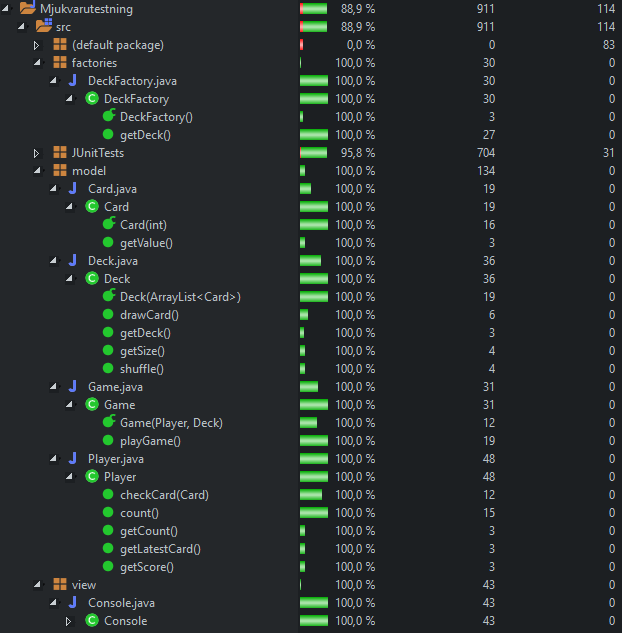 Mjukvarutestning 88,9 % 911 114
src 88,9 % 911 114
(default package) 0,0 % 0 83
factories 100,0 % 30 0
DeckFactory.java 100,0 % 30 0
DeckFactory 100,0 % 30 0
DeckFactory() 100,0 % 3 0
getDeck() 100,0 % 27 0
JUnitTests 95,8 % 704 31
model 100,0 % 134 0
Card.java 100,0 % 19 0
Card 100,0 % 19 0
Card(int) 100,0 % 16 0
getValue() 100,0 % 3 0
Deck.java 100,0 % 36 0
Deck 100,0 % 36 0
Deck(ArrayList<Card>) 100,0 % 19 0
drawCard() 100,0 % 6 0
getDeck() 100,0 % 3 0
getSize() 100,0 % 4 0
shuffle() 100,0 % 4 0
Game.java 100,0 % 31 0
Game 100,0 % 31 0
Game(Player, Deck) 100,0 % 12 0
playGame() 100,0 % 19 0
Player.java 100,0 % 48 0
Player 100,0 % 48 0
checkCard(Card) 100,0 % 12 0
count() 100,0 % 15 0
getCount() 100,0 % 3 0
getLatestCard() 100,0 % 3 0
getScore() 100,0 % 3 0
view 100,0 % 43 0
Console.java 100,0 % 43 0
Console 100,0 % 43 0